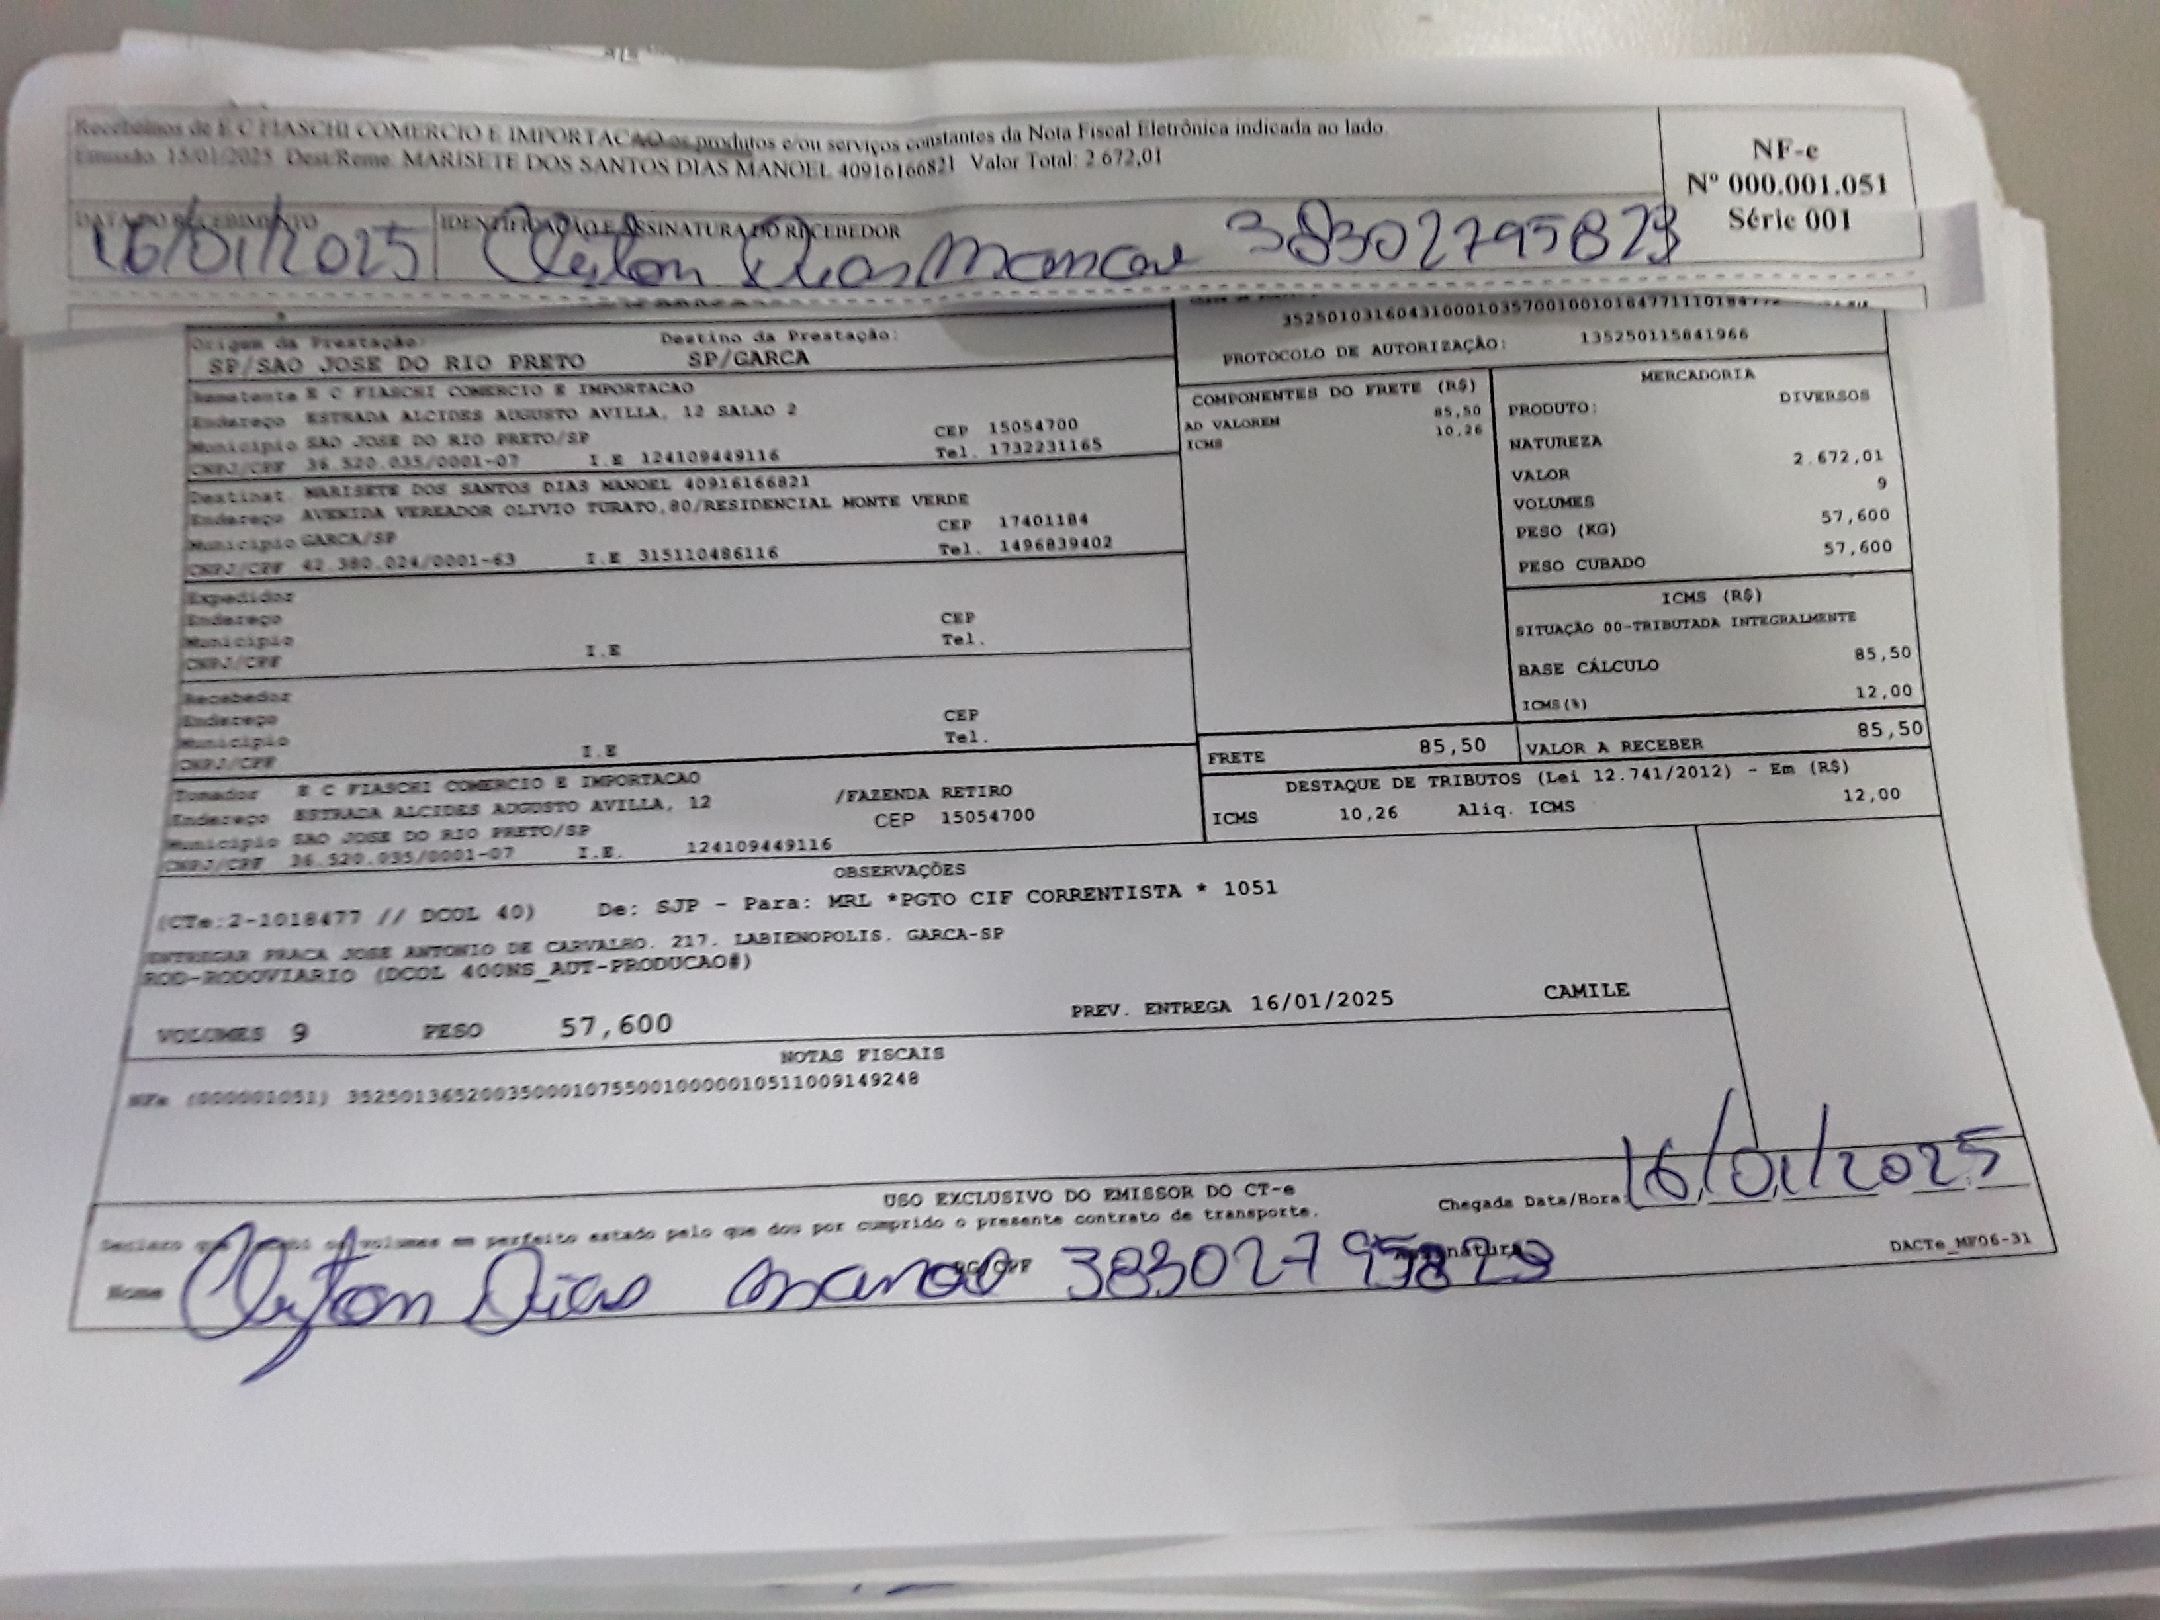 Recebemos de E C FIASCHI COMERCIO E IMPORTACAO os produtos e/ou serviços constantes da Nota Fiscal Eletrônica indicada ao lado.
Emissão: 15/01/2025 Dest/Reme: MARISETE DOS SANTOS DIAS MANOEL 40916166821 Valor Total: 2.672,01
NF-e
Nº 000.001.051
Série 001
DATA DO RECEBIMENTO
IDENTIFICAÇÃO E ASSINATURA DO RECEBEDOR
16/01/2025 Cleiton Dias Manoel 38302795823
Origem da Prestação: Destino da Prestação:
SP/SAO JOSE DO RIO PRETO SP/GARCA
PROTOCOLO DE AUTORIZAÇÃO: 135250115841966
Remetente E C FIASCHI COMERCIO E IMPORTACAO
Endereço ESTRADA ALCIDES AUGUSTO AVILLA, 12 SALAO 2
Município SAO JOSE DO RIO PRETO/SP CEP 15054700
CNPJ/CPF 36.520.035/0001-07 I.E 124109449116 Tel. 1732231165
Destinat. MARISETE DOS SANTOS DIAS MANOEL 40916166821
Endereço AVENIDA VEREADOR OLIVIO TURATO,80/RESIDENCIAL MONTE VERDE
Município GARCA/SP CEP 17401184
CNPJ/CPF 42.380.024/0001-63 I.E 315110486116 Tel. 1496839402
Expedidor
Endereço CEP
Município Tel.
CNPJ/CPF I.E
Recebedor
Endereço CEP
Município Tel.
CNPJ/CPF I.E
Tomador E C FIASCHI COMERCIO E IMPORTACAO
Endereço ESTRADA ALCIDES AUGUSTO AVILLA, 12 /FAZENDA RETIRO
Município SAO JOSE DO RIO PRETO/SP CEP 15054700
CNPJ/CPF 36.520.035/0001-07 I.E. 124109449116
COMPONENTES DO FRETE (R$)
AD VALOREM 85,50
ICMS 10,26
FRETE 85,50
MERCADORIA
PRODUTO: DIVERSOS
NATUREZA
VALOR 2.672,01
VOLUMES 9
PESO (KG) 57,600
PESO CUBADO 57,600
ICMS (R$)
SITUAÇÃO 00-TRIBUTADA INTEGRALMENTE
BASE CÁLCULO 85,50
ICMS(%) 12,00
VALOR A RECEBER 85,50
DESTAQUE DE TRIBUTOS (Lei 12.741/2012) - Em (R$)
ICMS 10,26 Aliq. ICMS 12,00
OBSERVAÇÕES
(CTe:2-1018477 // DCOL 40) De: SJP - Para: MRL *PGTO CIF CORRENTISTA * 1051
ENTREGAR PRACA JOSE ANTONIO DE CARVALHO, 217. LABIENOPOLIS. GARCA-SP
ROD-RODOVIARIO (DCOL 400NS_AUT-PRODUCAO#)
VOLUMES 9 PESO 57,600 PREV. ENTREGA 16/01/2025 CAMILE
NOTAS FISCAIS
NFe (000001051) 35250136520035000107550010000010511009149248
USO EXCLUSIVO DO EMISSOR DO CT-e
Declaro que recebi os volumes em perfeito estado pelo que dou por cumprido o presente contrato de transporte.
Chegada Data/Hora: 16/01/2025
Nome Cleiton Dias Manoel RG/CPF 38302795823 Assinatura
DACTe_MF06-31